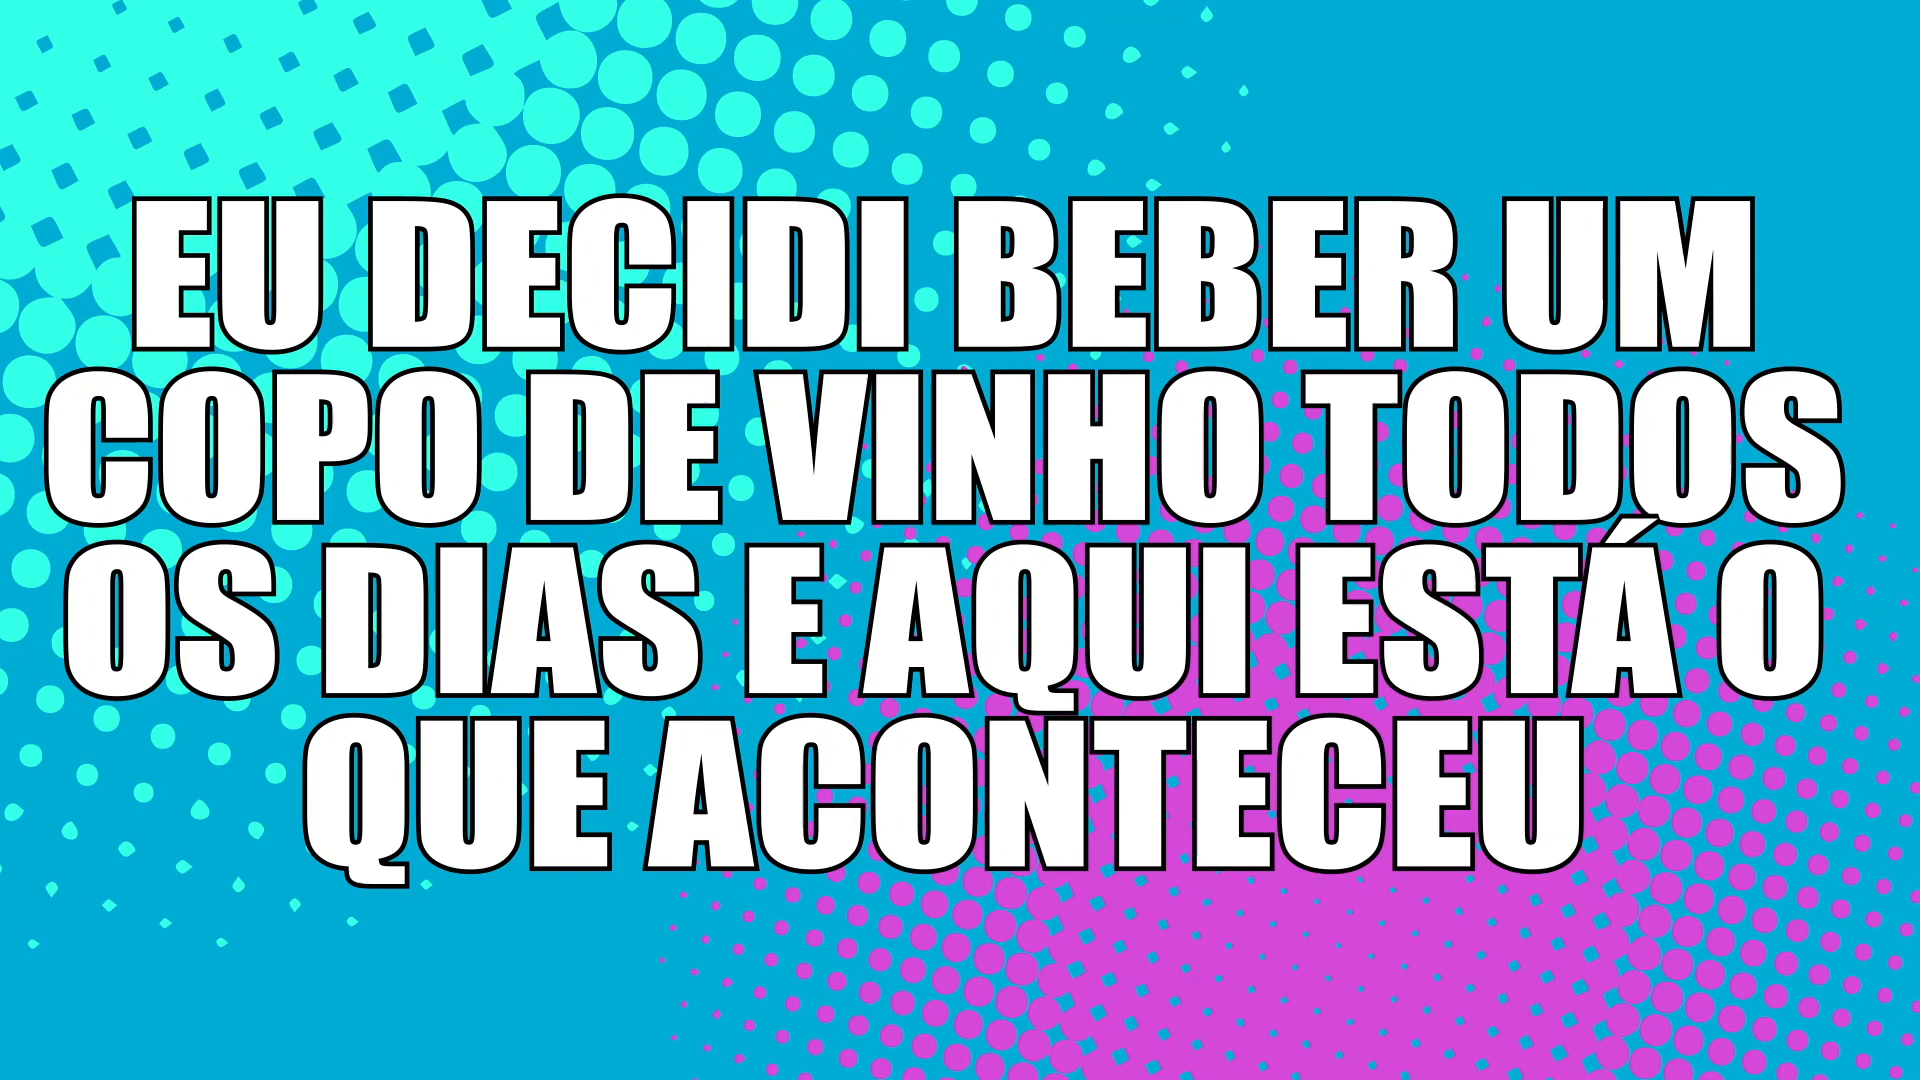 EU DECIDI BEBER UM
COPO DE VINHO TODOS
OS DIAS E AQUI ESTÁ O
QUE ACONTECEU